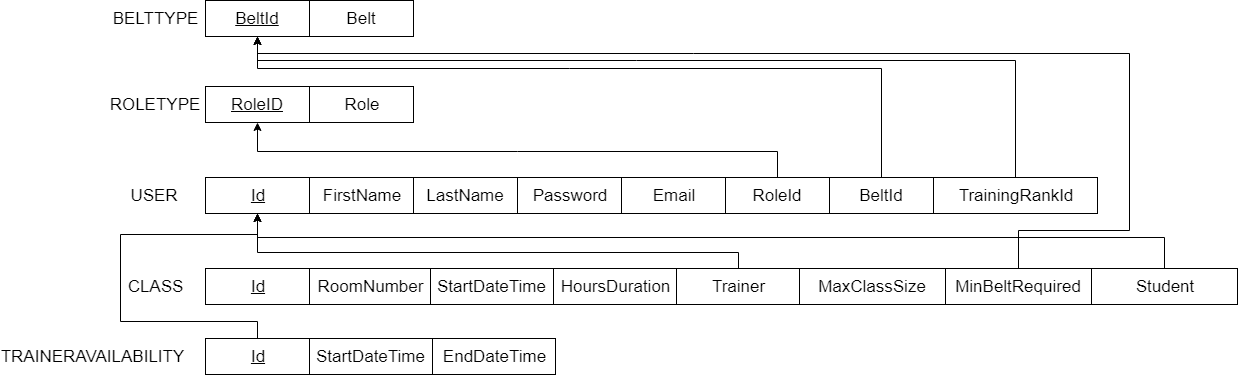 BELTTYPE BeltId Belt
ROLETYPE RoleID Role
USER Id FirstName LastName Password Email RoleId BeltId TrainingRankId
CLASS Id RoomNumber StartDateTime HoursDuration Trainer MaxClassSize MinBeltRequired Student
TRAINERAVAILABILITY Id StartDateTime EndDateTime